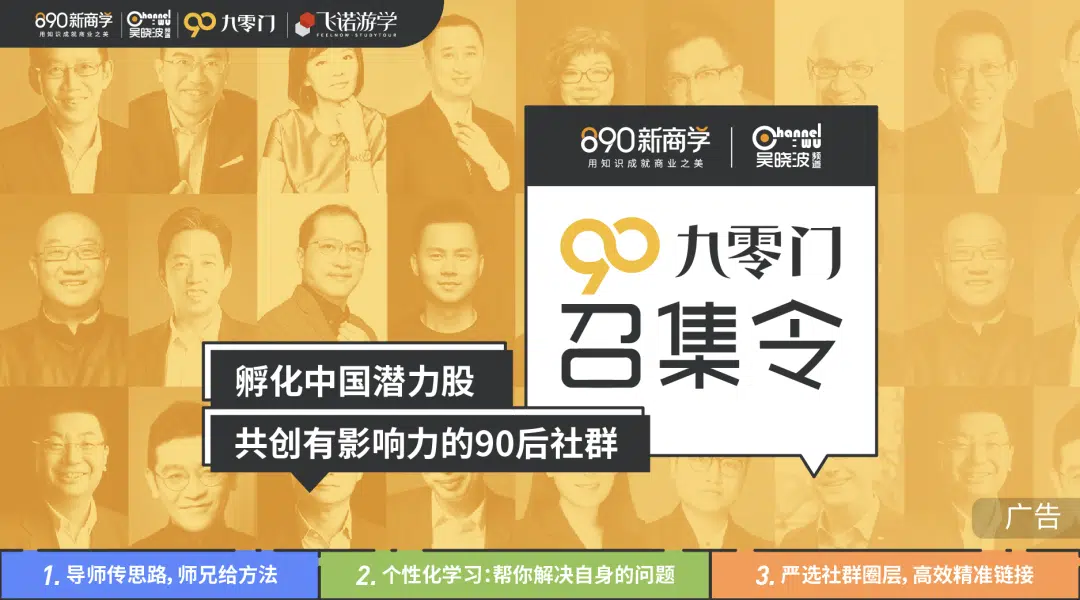 890新商学
用知识成就商业之美
Channel Wu
吴晓波频道
90 九零门
飞诺游学
FEELNOW·STUDYTOUR
890新商学
用知识成就商业之美
Channel Wu
吴晓波频道
90 九零门
召集令
孵化中国潜力股
共创有影响力的90后社群
广告
1. 导师传思路,师兄给方法
2. 个性化学习:帮你解决自身的问题
3. 严选社群圈层,高效精准链接